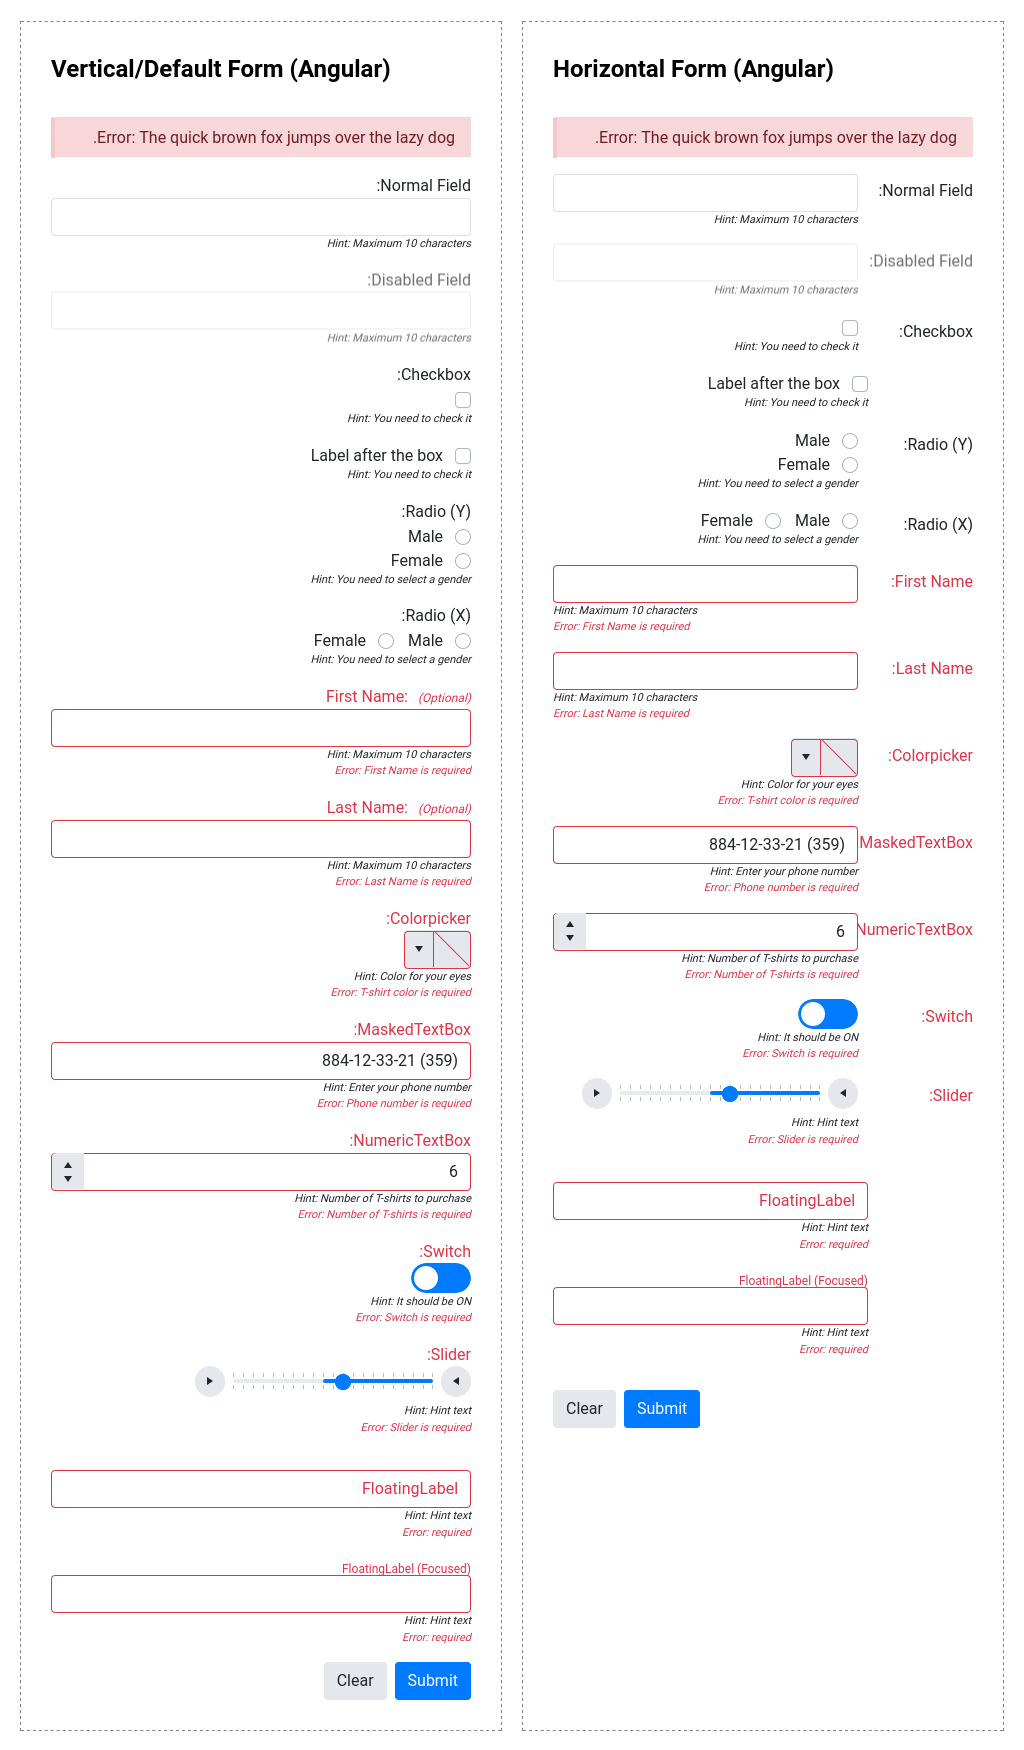 Vertical/Default Form (Angular)
.Error: The quick brown fox jumps over the lazy dog
:Normal Field
Hint: Maximum 10 characters
:Disabled Field
Hint: Maximum 10 characters
:Checkbox
Hint: You need to check it
Label after the box
Hint: You need to check it
:Radio (Y)
Male
Female
Hint: You need to select a gender
:Radio (X)
Female Male
Hint: You need to select a gender
First Name: (Optional)
Hint: Maximum 10 characters
Error: First Name is required
Last Name: (Optional)
Hint: Maximum 10 characters
Error: Last Name is required
:Colorpicker
Hint: Color for your eyes
Error: T-shirt color is required
:MaskedTextBox
884-12-33-21 (359)
Hint: Enter your phone number
Error: Phone number is required
:NumericTextBox
6
Hint: Number of T-shirts to purchase
Error: Number of T-shirts is required
:Switch
Hint: It should be ON
Error: Switch is required
:Slider
Hint: Hint text
Error: Slider is required
FloatingLabel
Hint: Hint text
Error: required
FloatingLabel (Focused)
Hint: Hint text
Error: required
Clear Submit
Horizontal Form (Angular)
.Error: The quick brown fox jumps over the lazy dog
:Normal Field
Hint: Maximum 10 characters
:Disabled Field
Hint: Maximum 10 characters
:Checkbox
Hint: You need to check it
Label after the box
Hint: You need to check it
:Radio (Y)
Male
Female
Hint: You need to select a gender
:Radio (X)
Female Male
Hint: You need to select a gender
:First Name
Hint: Maximum 10 characters
Error: First Name is required
:Last Name
Hint: Maximum 10 characters
Error: Last Name is required
:Colorpicker
Hint: Color for your eyes
Error: T-shirt color is required
MaskedTextBox
884-12-33-21 (359)
Hint: Enter your phone number
Error: Phone number is required
NumericTextBox
6
Hint: Number of T-shirts to purchase
Error: Number of T-shirts is required
:Switch
Hint: It should be ON
Error: Switch is required
:Slider
Hint: Hint text
Error: Slider is required
FloatingLabel
Hint: Hint text
Error: required
FloatingLabel (Focused)
Hint: Hint text
Error: required
Clear Submit